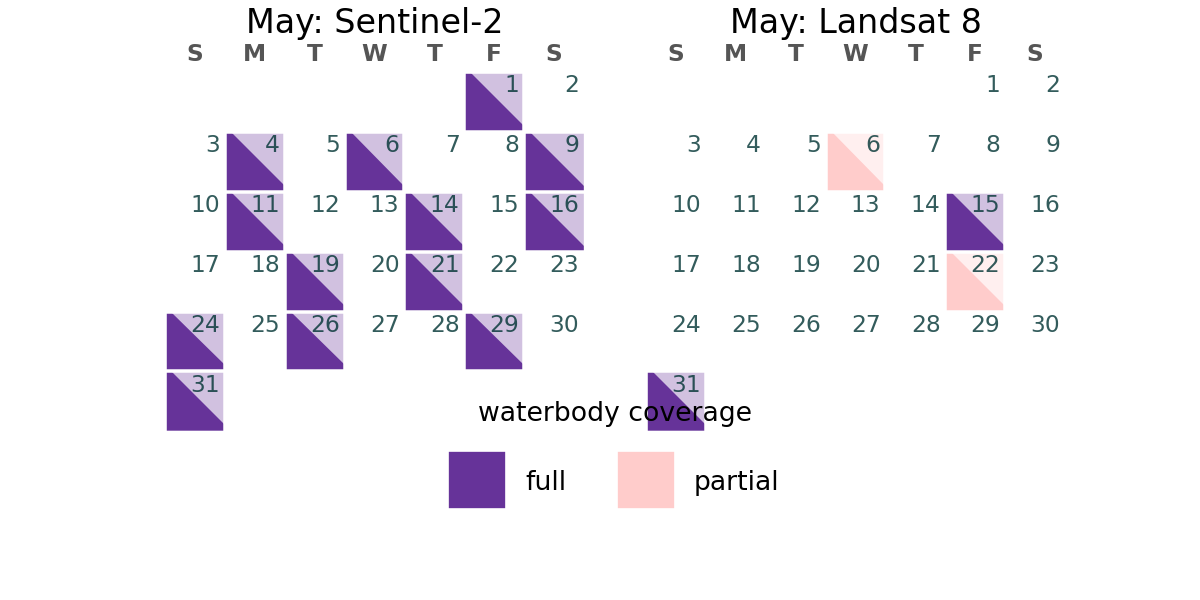 May: Sentinel-2
S M T W T F S
1 2
3 4 5 6 7 8 9
10 11 12 13 14 15 16
17 18 19 20 21 22 23
24 25 26 27 28 29 30
31
May: Landsat 8
S M T W T F S
1 2
3 4 5 6 7 8 9
10 11 12 13 14 15 16
17 18 19 20 21 22 23
24 25 26 27 28 29 30
31
waterbody coverage
full partial